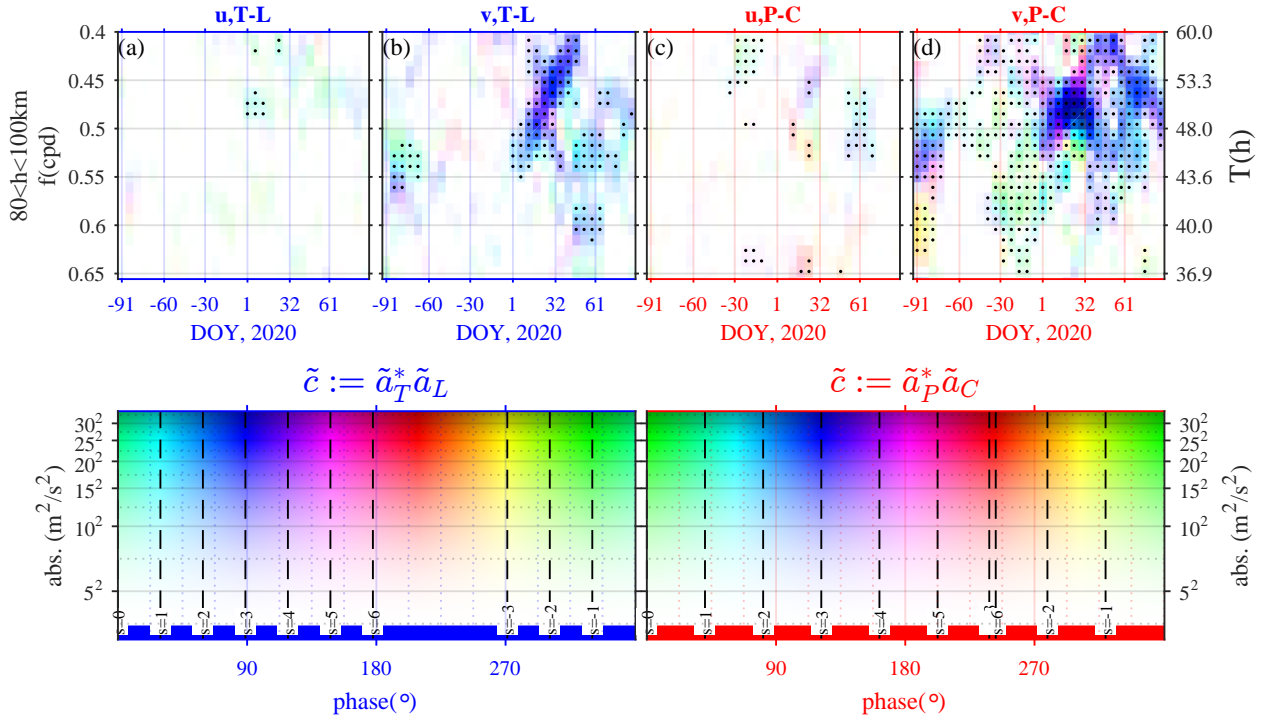 u,T-L
v,T-L
u,P-C
v,P-C
(a)
(b)
(c)
(d)
80<h<100km
f(cpd)
0.4
0.45
0.5
0.55
0.6
0.65
60.0
53.3
48.0
43.6
40.0
36.9
T(h)
-91 -60 -30 1 32 61
-91 -60 -30 1 32 61
-91 -60 -30 1 32 61
-91 -60 -30 1 32 61
DOY, 2020
DOY, 2020
DOY, 2020
DOY, 2020
c̃ := ã*_T ã_L
c̃ := ã*_P ã_C
abs. (m²/s²)
30²
25²
20²
15²
10²
5²
s=0
s=1
s=2
s=3
s=4
s=5
s=6
s=-3
s=-2
s=-1
s=0
s=1
s=2
s=3
s=4
s=5
s=-2
s=-1
30²
25²
20²
15²
10²
5²
abs. (m²/s²)
90 180 270
90 180 270
phase(°)
phase(°)